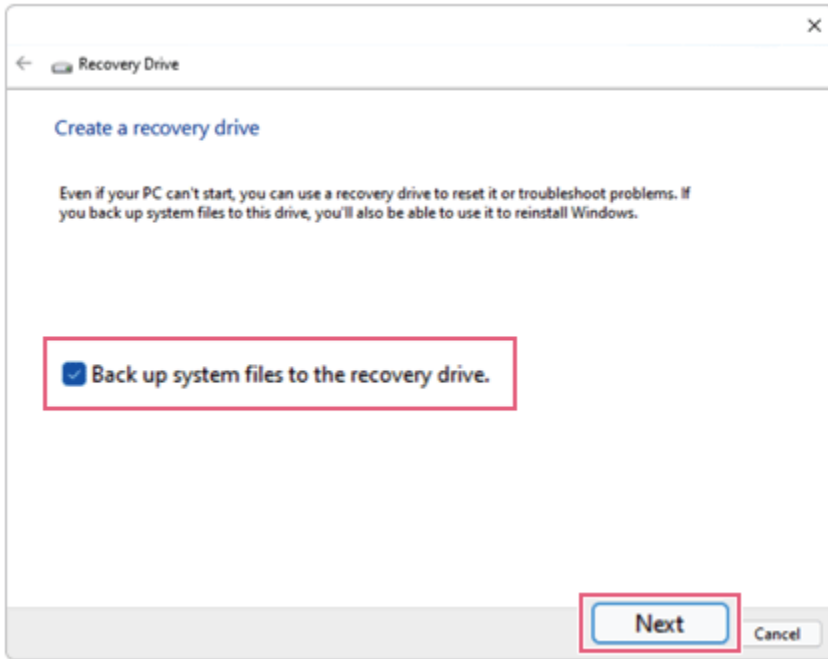 Recovery Drive
Create a recovery drive
Even if your PC can't start, you can use a recovery drive to reset it or troubleshoot problems. If
you back up system files to this drive, you'll also be able to use it to reinstall Windows.
Back up system files to the recovery drive.
Next
Cancel